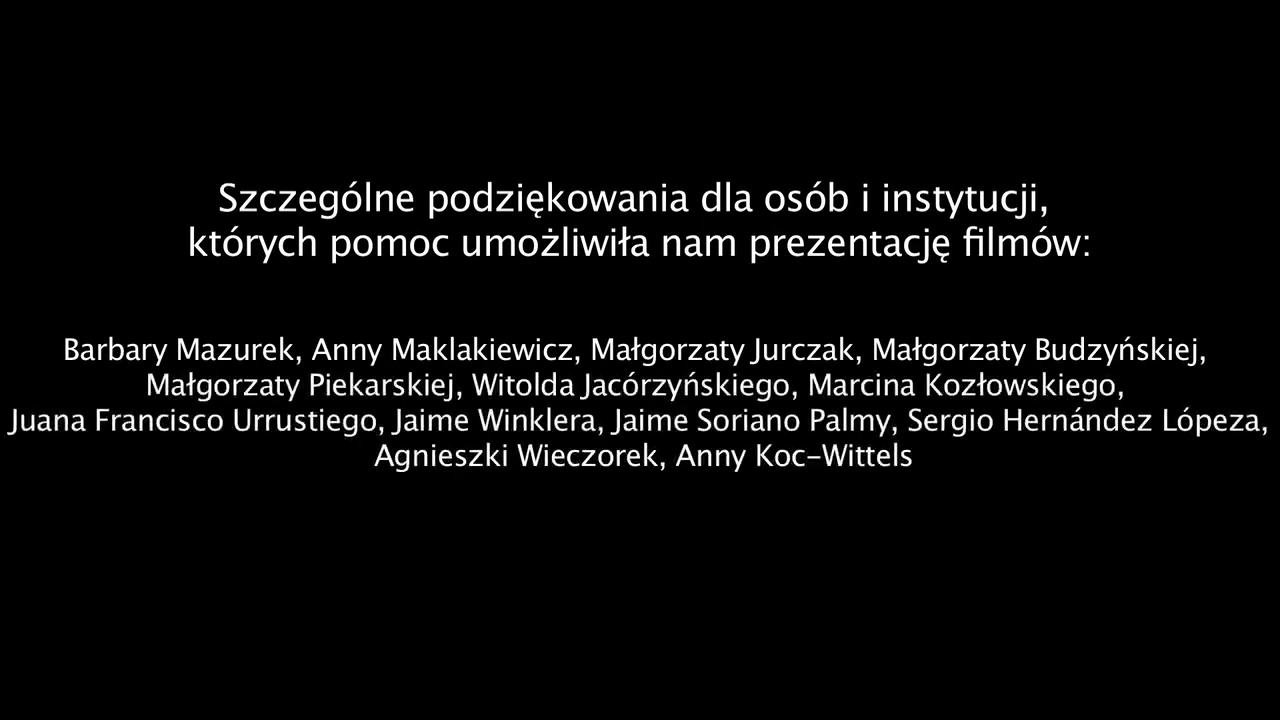 Szczególne podziękowania dla osób i instytucji,
których pomoc umożliwiła nam prezentację filmów:
Barbary Mazurek, Anny Maklakiewicz, Małgorzaty Jurczak, Małgorzaty Budzyńskiej,
Małgorzaty Piekarskiej, Witolda Jacórzyńskiego, Marcina Kozłowskiego,
Juana Francisco Urrustiego, Jaime Winklera, Jaime Soriano Palmy, Sergio Hernández Lópeza,
Agnieszki Wieczorek, Anny Koc–Wittels